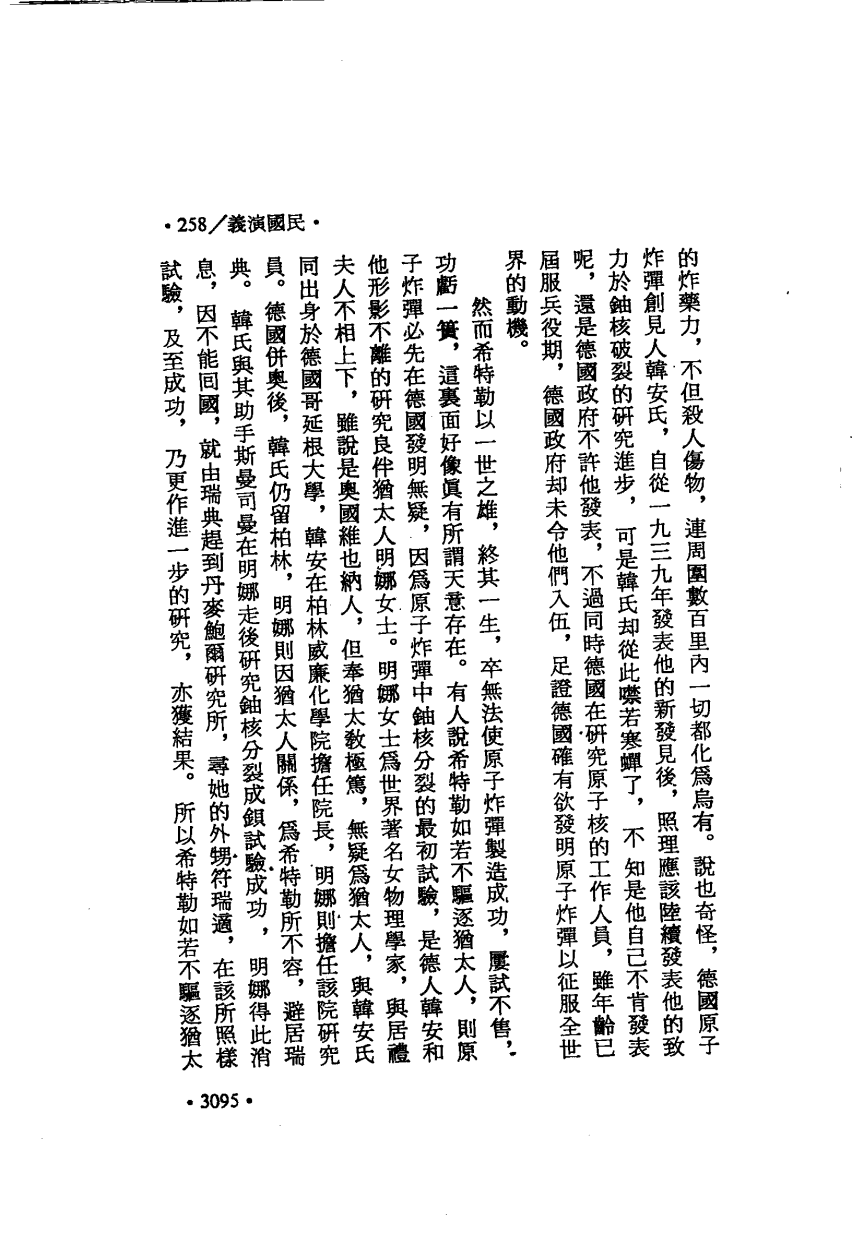 •258/義演國民•
的炸藥力，不但殺人傷物，連周圍數百里內一切都化爲烏有。說也奇怪，德國原子
炸彈創見人韓安氏，自從一九三九年發表他的新發見後，照理應該陸續發表他的致
力於鈾核破裂的研究進步，可是韓氏却從此噤若寒蟬了，不知是他自己不肯發表
呢，還是德國政府不許他發表，不過同時德國在研究原子核的工作人員，雖年齡已
屆服兵役期，德國政府却未令他們入伍，足證德國確有欲發明原子炸彈以征服全世
界的動機。
然而希特勒以一世之雄，終其一生，卒無法使原子炸彈製造成功，屢試不售，
功虧一簣，這裏面好像眞有所謂天意存在。有人說希特勒如若不驅逐猶太人，則原
子炸彈必先在德國發明無疑，因爲原子炸彈中鈾核分裂的最初試驗，是德人韓安和
他形影不離的研究良伴猶太人明娜女士。明娜女士爲世界著名女物理學家，與居禮
夫人不相上下，雖說是奧國維也納人，但奉猶太敎極篤，無疑爲猶太人，與韓安氏
同出身於德國哥延根大學，韓安在柏林威廉化學院擔任院長，明娜則擔任該院研究
員。德國併奧後，韓氏仍留柏林，明娜則因猶太人關係，爲希特勒所不容，避居瑞
典。韓氏與其助手斯曼司曼在明娜走後研究鈾核分裂成鋇試驗成功，明娜得此消
息，因不能回國，就由瑞典趕到丹麥鮑爾研究所，尋她的外甥符瑞適，在該所照樣
試驗，及至成功，乃更作進一步的研究，亦獲結果。所以希特勒如若不驅逐猶太
•3095•